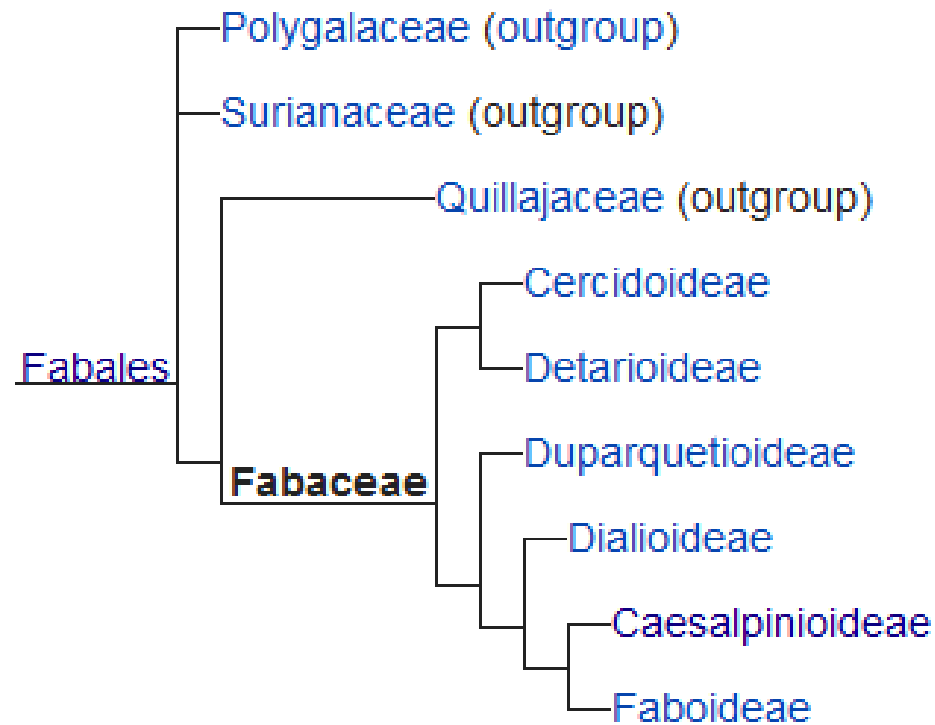 Polygalaceae (outgroup)
Surianaceae (outgroup)
Quillajaceae (outgroup)
Cercidoideae
Fabales
Detarioideae
Duparquetioideae
Fabaceae
Dialioideae
Caesalpinioideae
Faboideae